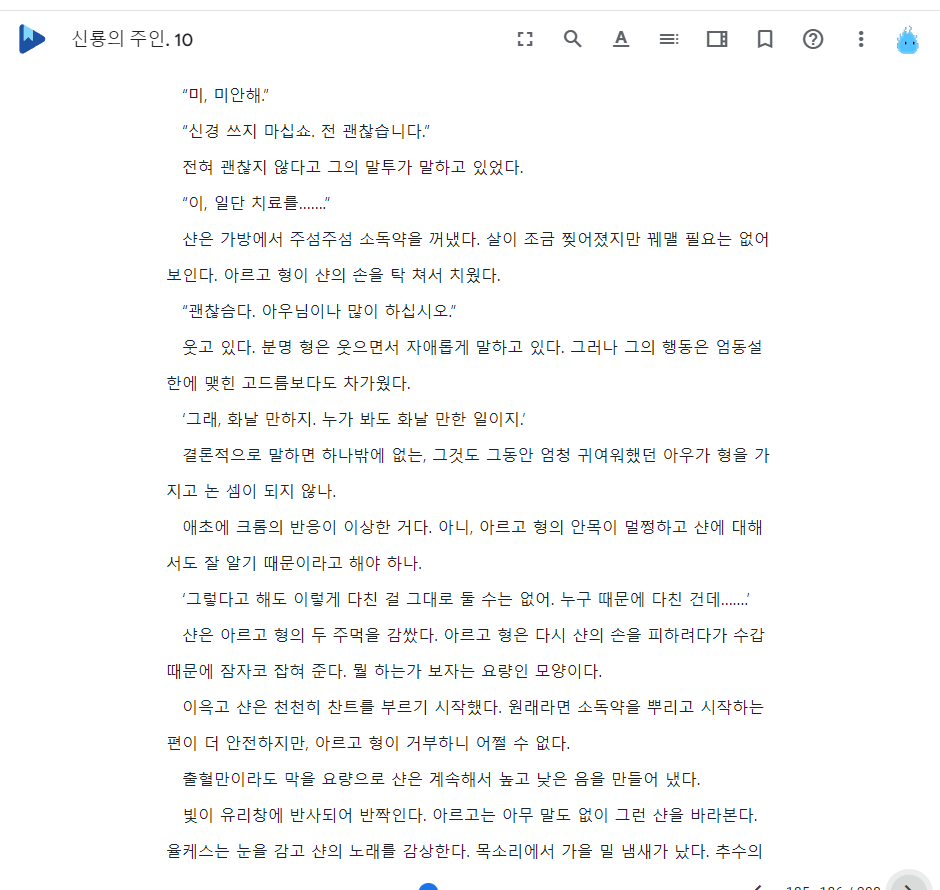 신룡의 주인. 10
“미, 미안해.”
“신경 쓰지 마십쇼. 전 괜찮습니다.”
전혀 괜찮지 않다고 그의 말투가 말하고 있었다.
“이, 일단 치료를.......”
샨은 가방에서 주섬주섬 소독약을 꺼냈다. 살이 조금 찢어졌지만 꿰맬 필요는 없어
보인다. 아르고 형이 샨의 손을 탁 쳐서 치웠다.
“괜찮슴다. 아우님이나 많이 하십시오.”
웃고 있다. 분명 형은 웃으면서 자애롭게 말하고 있다. 그러나 그의 행동은 엄동설
한에 맺힌 고드름보다도 차가웠다.
‘그래, 화날 만하지. 누가 봐도 화날 만한 일이지.’
결론적으로 말하면 하나밖에 없는, 그것도 그동안 엄청 귀여워했던 아우가 형을 가
지고 논 셈이 되지 않나.
애초에 크롬의 반응이 이상한 거다. 아니, 아르고 형의 안목이 멀쩡하고 샨에 대해
서도 잘 알기 때문이라고 해야 하나.
‘그렇다고 해도 이렇게 다친 걸 그대로 둘 수는 없어. 누구 때문에 다친 건데.......’
샨은 아르고 형의 두 주먹을 감쌌다. 아르고 형은 다시 샨의 손을 피하려다가 수갑
때문에 잠자코 잡혀 준다. 뭘 하는가 보자는 요량인 모양이다.
이윽고 샨은 천천히 찬트를 부르기 시작했다. 원래라면 소독약을 뿌리고 시작하는
편이 더 안전하지만, 아르고 형이 거부하니 어쩔 수 없다.
출혈만이라도 막을 요량으로 샨은 계속해서 높고 낮은 음을 만들어 냈다.
빛이 유리창에 반사되어 반짝인다. 아르고는 아무 말도 없이 그런 샨을 바라본다.
율케스는 눈을 감고 샨의 노래를 감상한다. 목소리에서 가을 밀 냄새가 났다. 추수의